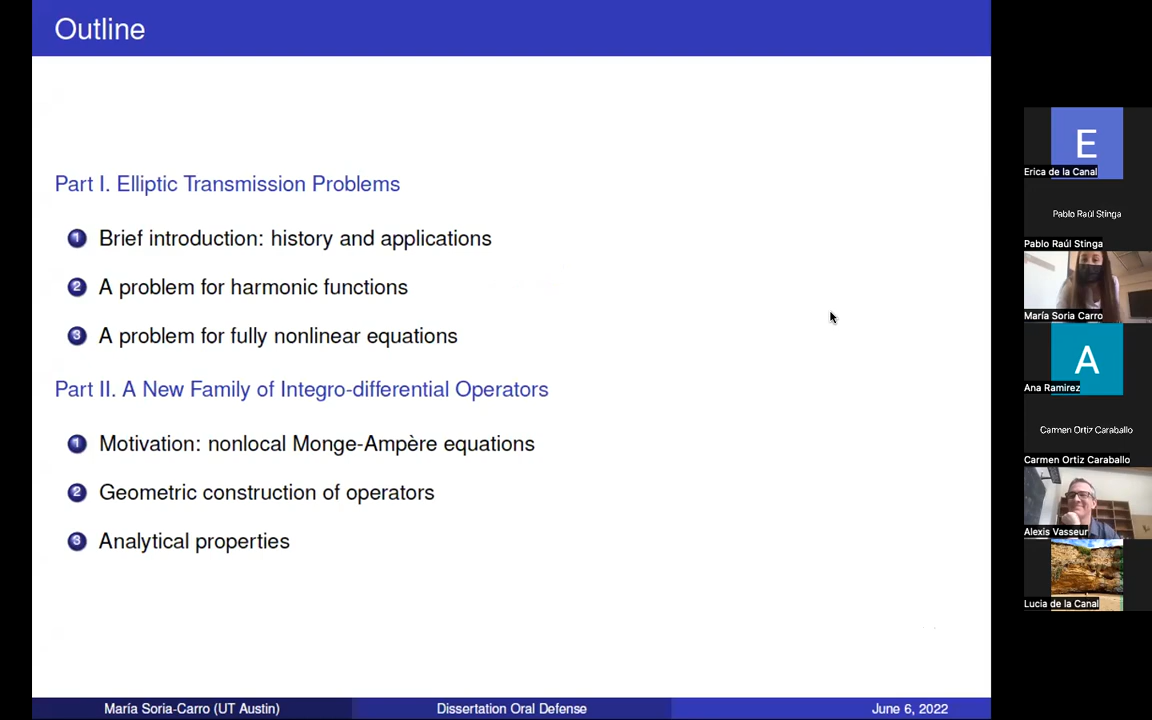 Outline
Part I. Elliptic Transmission Problems
1 Brief introduction: history and applications
2 A problem for harmonic functions
3 A problem for fully nonlinear equations
Part II. A New Family of Integro-differential Operators
1 Motivation: nonlocal Monge-Ampère equations
2 Geometric construction of operators
3 Analytical properties
María Soria-Carro (UT Austin)
Dissertation Oral Defense
June 6, 2022
E
Erica de la Canal
Pablo Raúl Stinga
Pablo Raúl Stinga
María Soria Carro
A
Ana Ramirez
Carmen Ortiz Caraballo
Carmen Ortiz Caraballo
Alexis Vasseur
Lucia de la Canal